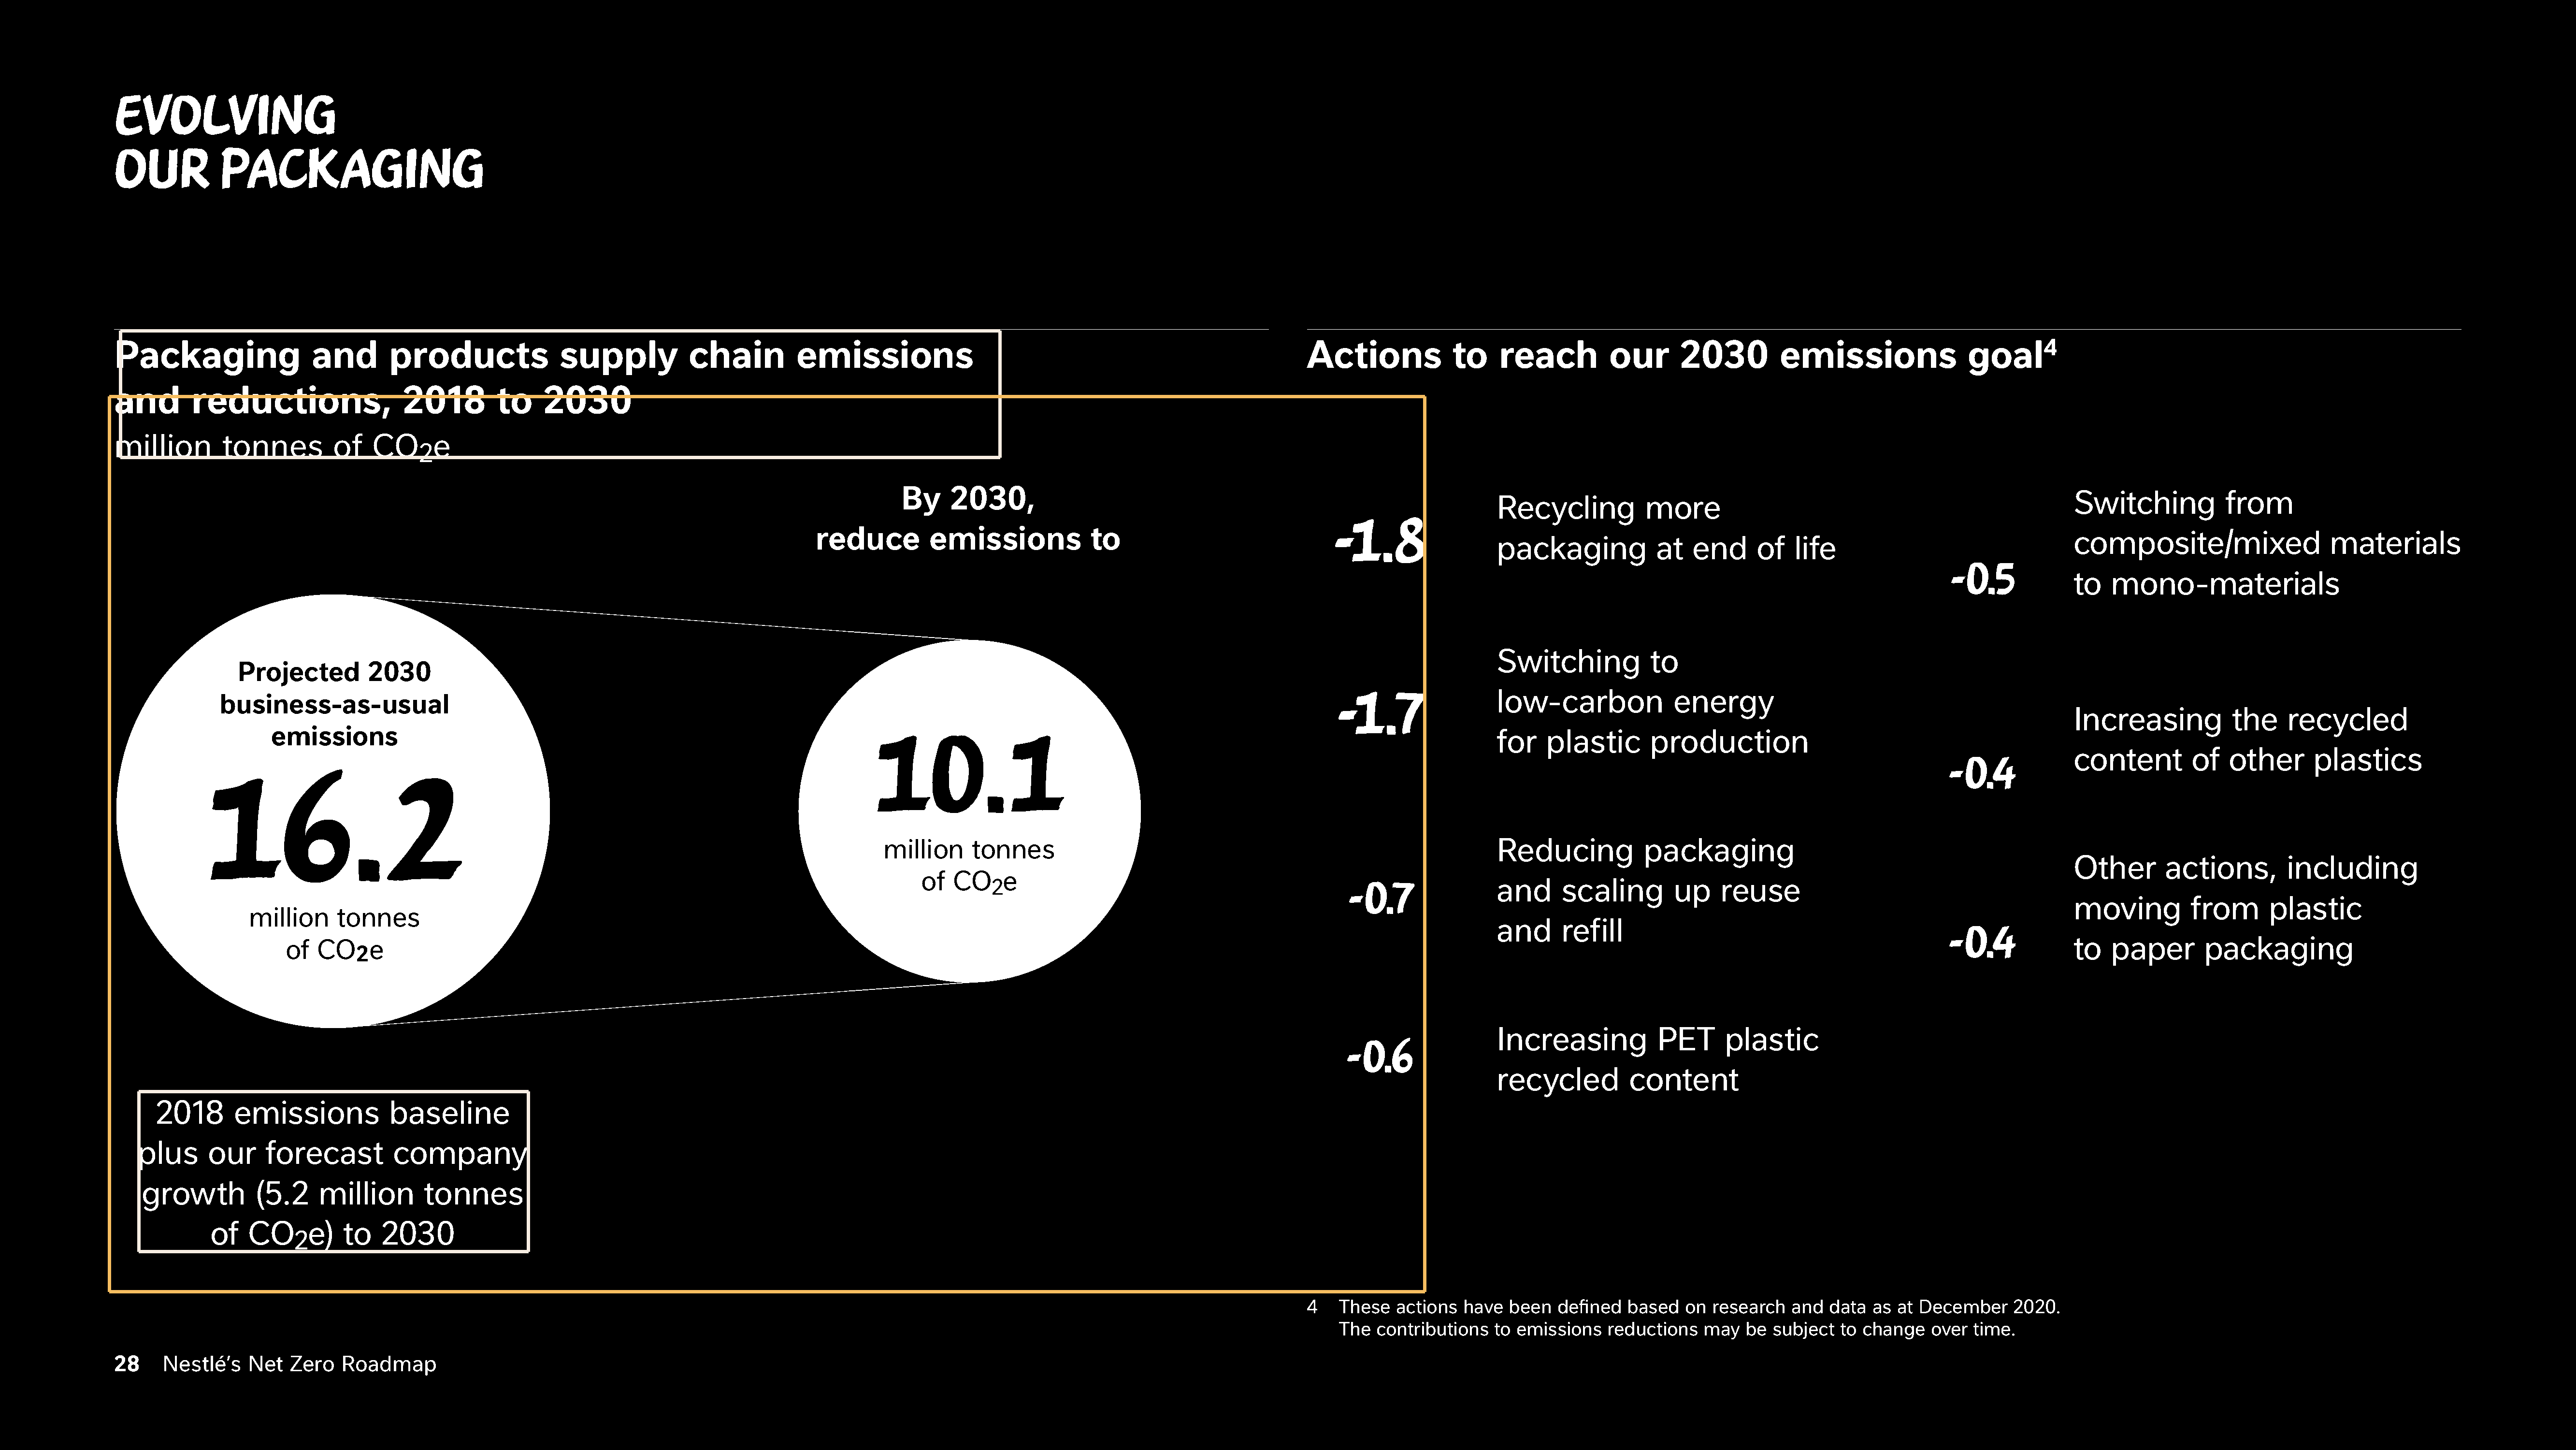 EVOLVING
OUR PACKAGING
Packaging and products supply chain emissions
and reductions, 2018 to 2030
million tonnes of CO₂e
By 2030,
reduce emissions to
Projected 2030
business-as-usual
emissions
16.2
million tonnes
of CO₂e
10.1
million tonnes
of CO₂e
2018 emissions baseline
plus our forecast company
growth (5.2 million tonnes
of CO₂e) to 2030
Actions to reach our 2030 emissions goal⁴
-1.8
Recycling more
packaging at end of life
-1.7
Switching to
low-carbon energy
for plastic production
-0.7
Reducing packaging
and scaling up reuse
and refill
-0.6
Increasing PET plastic
recycled content
-0.5
Switching from
composite/mixed materials
to mono-materials
-0.4
Increasing the recycled
content of other plastics
-0.4
Other actions, including
moving from plastic
to paper packaging
4 These actions have been defined based on research and data as at December 2020.
The contributions to emissions reductions may be subject to change over time.
28 Nestlé’s Net Zero Roadmap